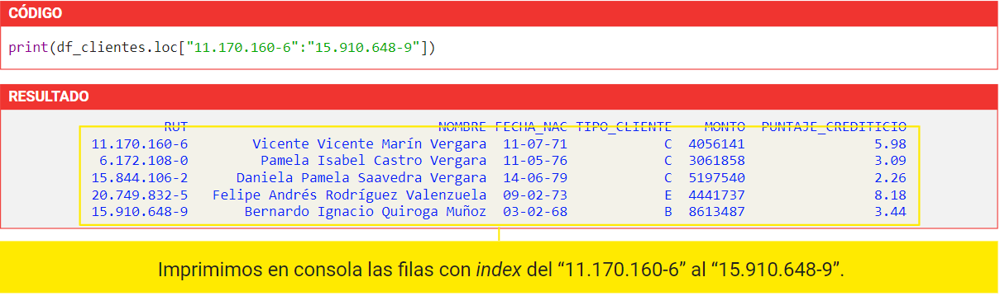 CÓDIGO
print(df_clientes.loc["11.170.160-6":"15.910.648-9"])
RESULTADO
RUT NOMBRE FECHA_NAC TIPO_CLIENTE MONTO PUNTAJE_CREDITICIO
11.170.160-6 Vicente Vicente Marín Vergara 11-07-71 C 4056141 5.98
6.172.108-0 Pamela Isabel Castro Vergara 11-05-76 C 3061858 3.09
15.844.106-2 Daniela Pamela Saavedra Vergara 14-06-79 C 5197540 2.26
20.749.832-5 Felipe Andrés Rodríguez Valenzuela 09-02-73 E 4441737 8.18
15.910.648-9 Bernardo Ignacio Quiroga Muñoz 03-02-68 B 8613487 3.44
Imprimimos en consola las filas con index del “11.170.160-6” al “15.910.648-9”.